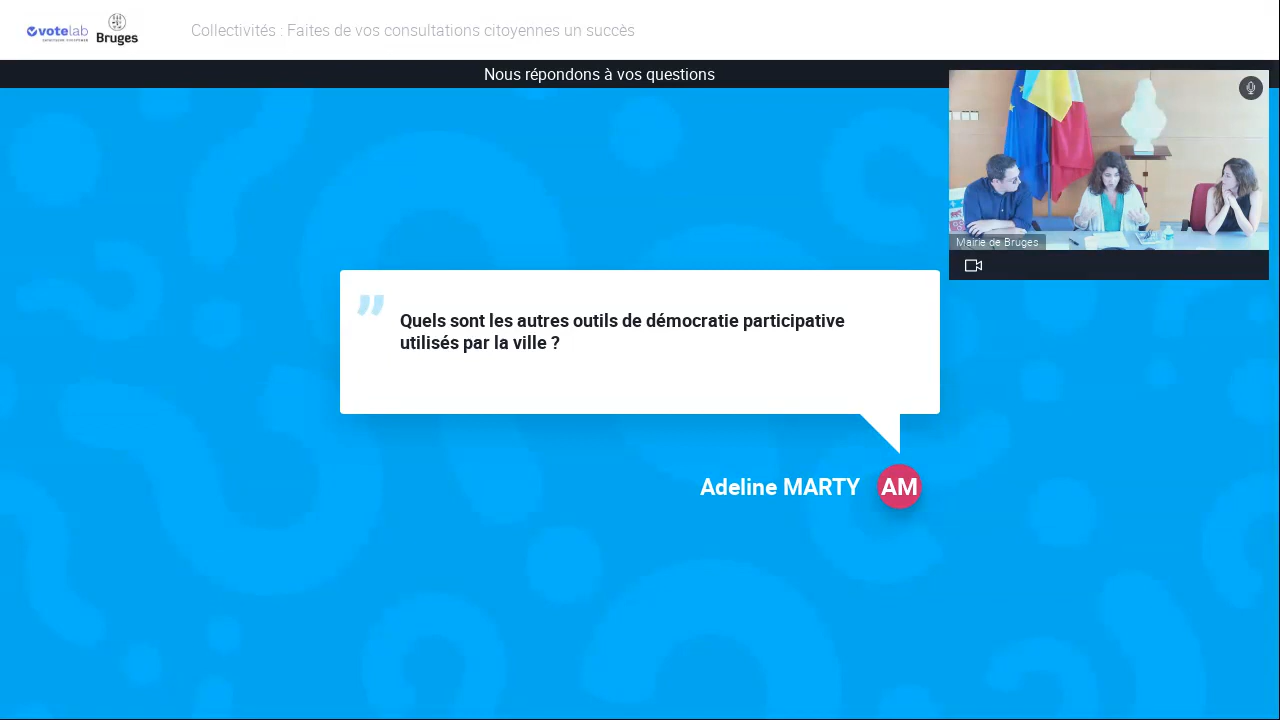 votelab
Bruges
Collectivités : Faites de vos consultations citoyennes un succès
Nous répondons à vos questions
Mairie de Bruges
Quels sont les autres outils de démocratie participative
utilisés par la ville ?
Adeline MARTY
AM